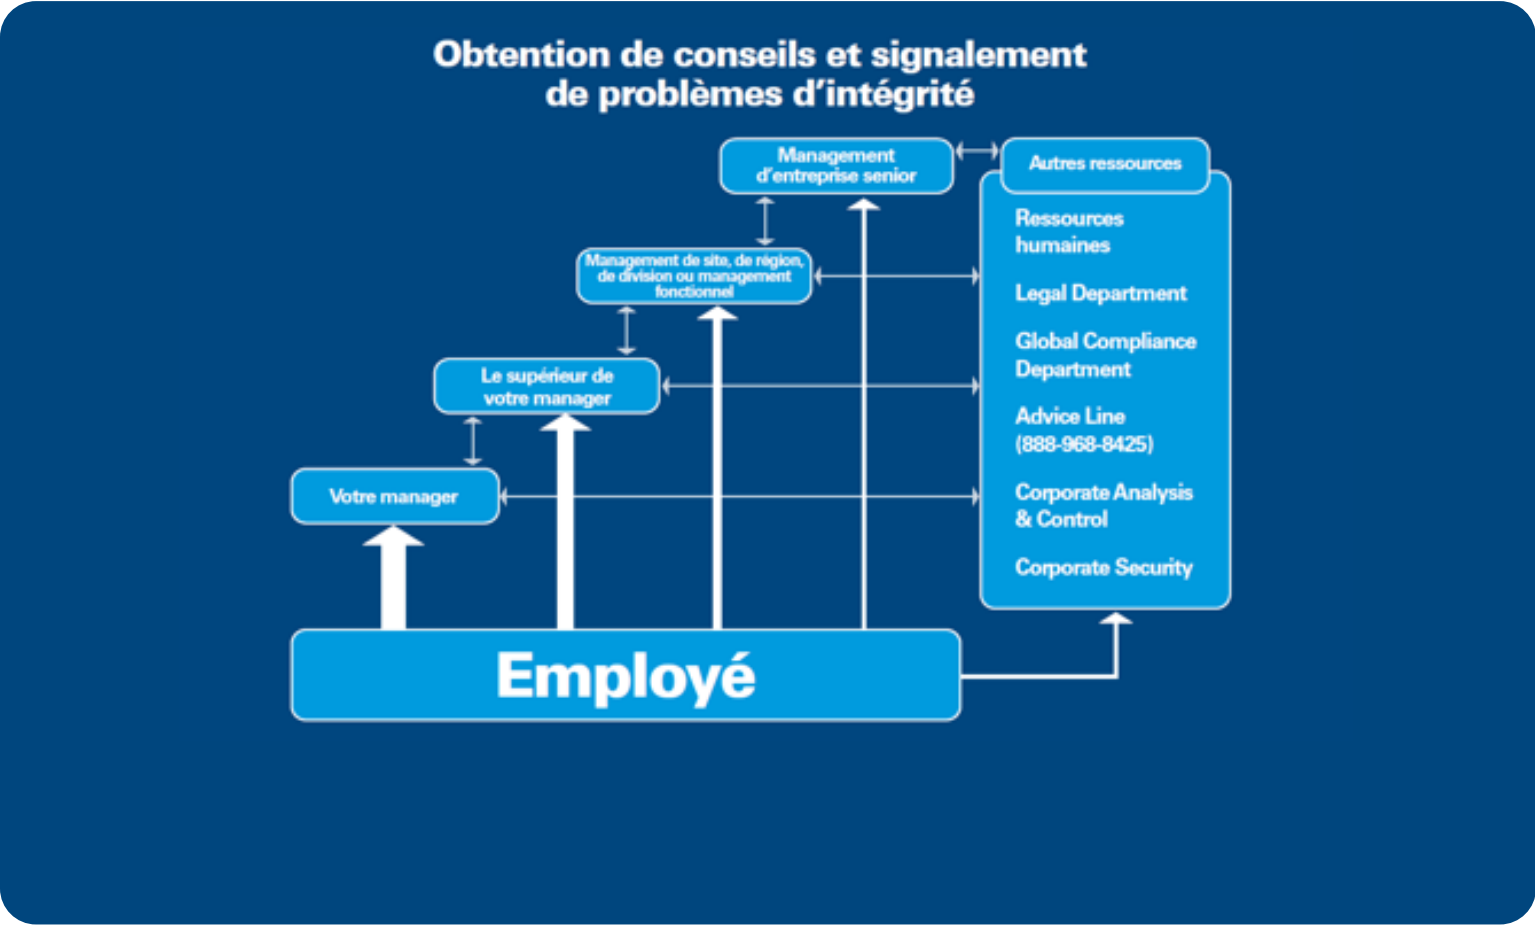 Obtention de conseils et signalement
de problèmes d'intégrité
Management
d'entreprise senior
Autres ressources
Ressources
humaines
Legal Department
Global Compliance
Department
Advice Line
(888-968-8425)
Corporate Analysis
& Control
Corporate Security
Management de site, de région,
de division ou management
fonctionnel
Le supérieur de
votre manager
Votre manager
Employé